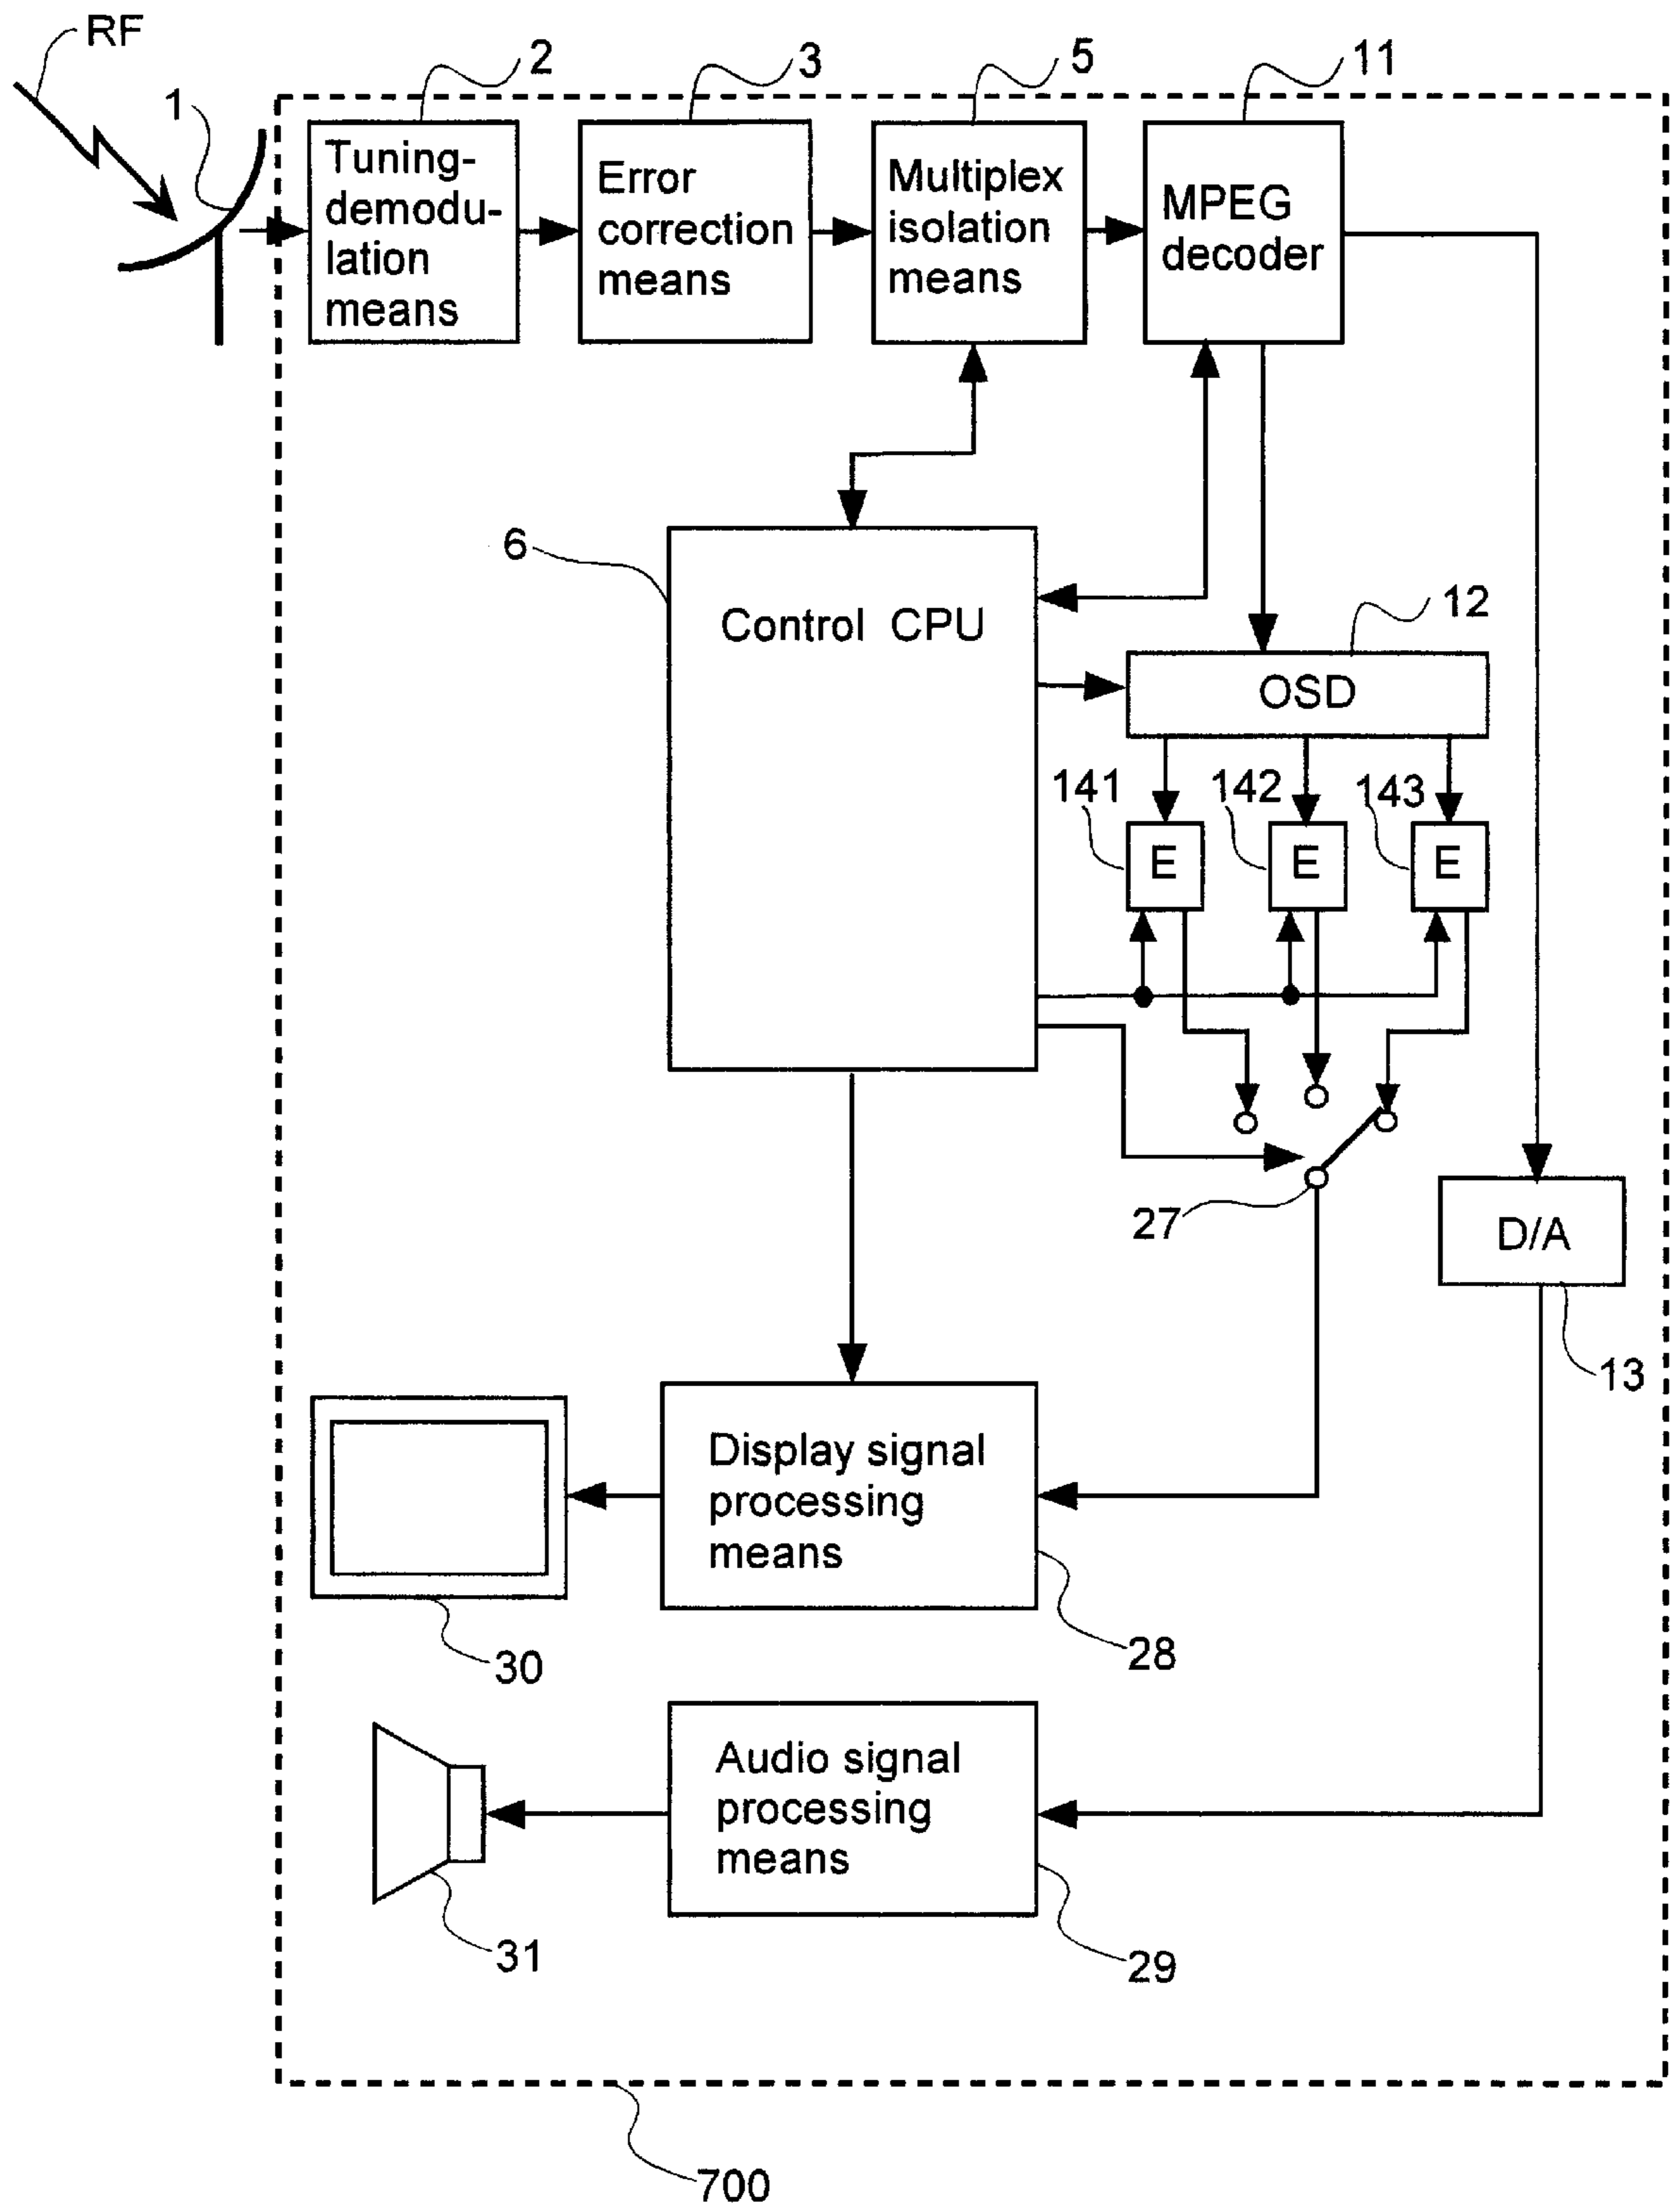 RF
1
2
3
5
11
Tuning-
demodu-
lation
means
Error
correction
means
Multiplex
isolation
means
MPEG
decoder
6
Control CPU
12
OSD
141
142
143
E
E
E
27
D/A
13
Display signal
processing
means
30
28
Audio signal
processing
means
31
29
700